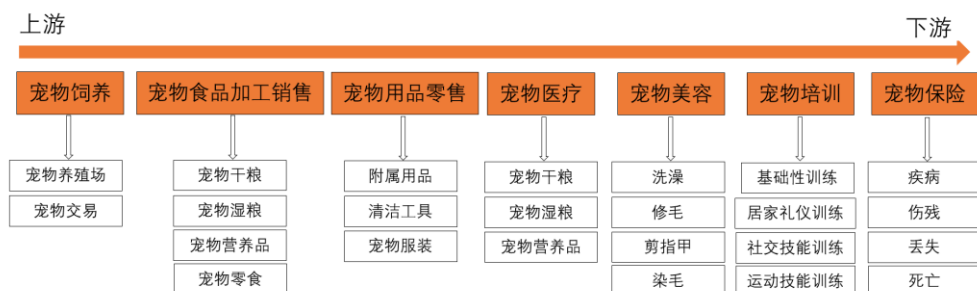 上游
下游
宠物饲养
宠物食品加工销售
宠物用品零售
宠物医疗
宠物美容
宠物培训
宠物保险
宠物养殖场
宠物交易
宠物干粮
宠物湿粮
宠物营养品
宠物零食
附属用品
清洁工具
宠物服装
宠物干粮
宠物湿粮
宠物营养品
洗澡
修毛
剪指甲
染毛
基础性训练
居家礼仪训练
社交技能训练
运动技能训练
疾病
伤残
丢失
死亡